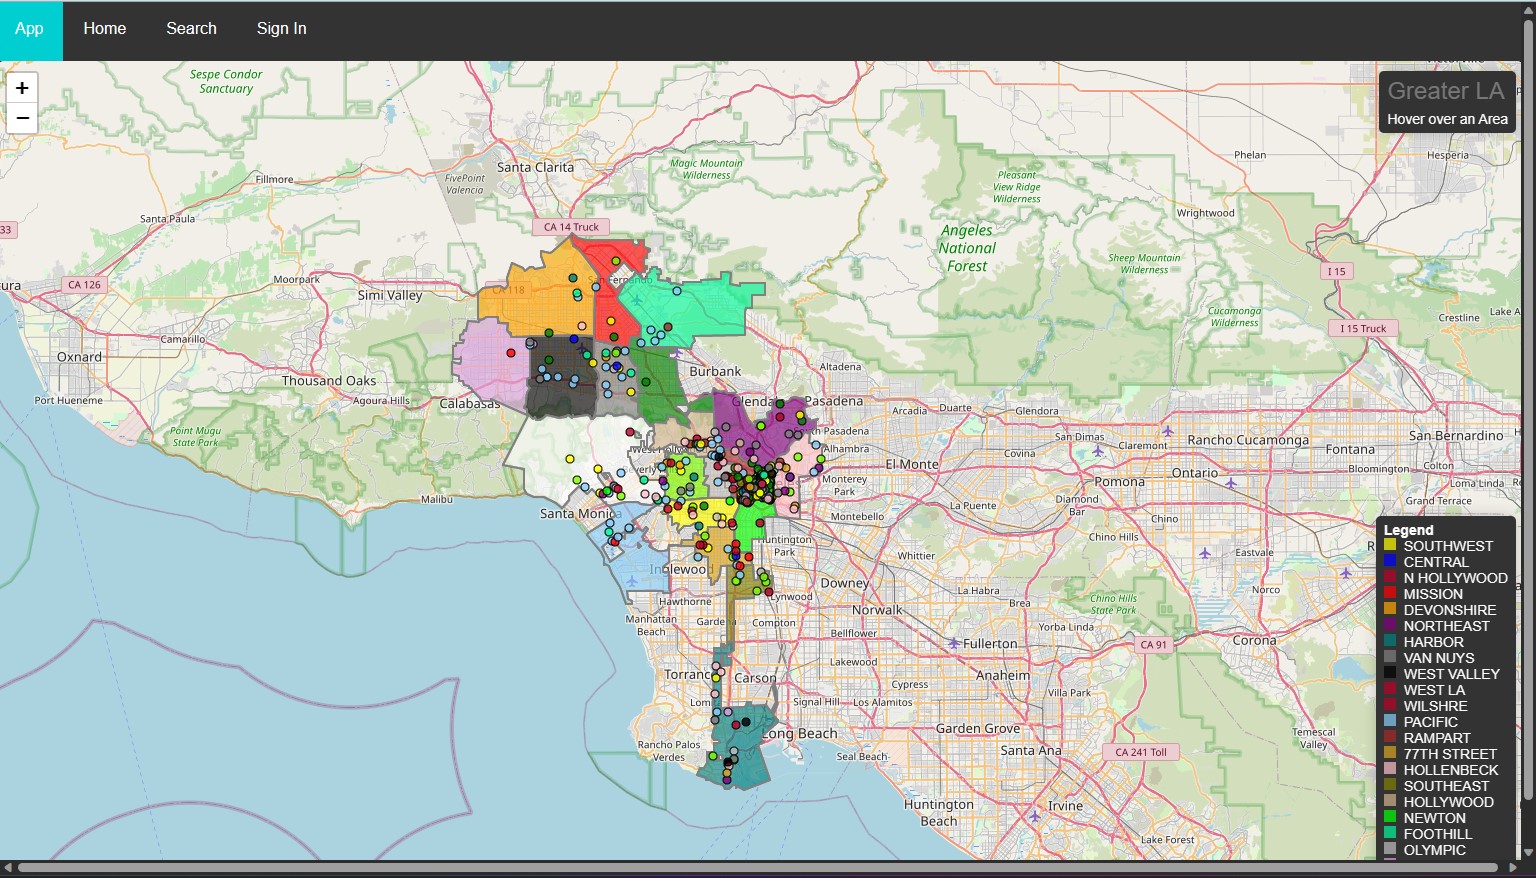 App Home Search Sign In
+
−
Greater LA
Hover over an Area
Sespe Condor
Sanctuary
Santa Clarita
Magic Mountain
Wilderness
FivePoint
Valencia
Fillmore
Phelan
Hesperia
Pleasant
View Ridge
Wilderness
Santa Paula
Wrightwood
33
CA 14 Truck
Angeles
National
Forest
Sheep Mountain
Wilderness
I 15
CA 126
Moorpark
Simi Valley
CA 118
San Fernando
Cucamonga
Wilderness
Crestline
Lake A
I 15 Truck
Camarillo
Oxnard
Thousand Oaks
Burbank
Altadena
Port Hueneme
Agoura Hills
Calabasas
Glenda
Pasadena
Arcadia
Duarte
Glendora
Point Mugu
State Park
th Pasadena
Alhambra
San Dimas
Claremont
Rancho Cucamonga
San Bernardino
Fontana
West Hollyw
Covina
El Monte
Ontario
Bloomington
Colton
Loma Linda
Monterey
Park
Pomona
Malibu
Santa Monica
La Puente
Diamond
Bar
Grand Terrace
Montebello
Chino
Chino Hills
Huntington
Park
Whittier
Eastvale
Inglewood
Downey
La Habra
Brea
Chino Hills
State Park
Norco
Hawthorne
Lynwood
Norwalk
Manhattan
Beach
Compton
Yorba Linda
Bellflower
Fullerton
Corona
CA 91
Lakewood
Anaheim
Torranc
Carson
Cypress
Villa Park
Lomi
Signal Hill
Los Alamitos
Garden Grove
Long Beach
Temescal
Valley
Rancho Palos
Verdes
Seal Beach
Santa Ana
CA 241 Toll
Huntington
Beach
Irvine
Lake Forest
Legend
SOUTHWEST
CENTRAL
N HOLLYWOOD
MISSION
DEVONSHIRE
NORTHEAST
HARBOR
VAN NUYS
WEST VALLEY
WEST LA
WILSHRE
PACIFIC
RAMPART
77TH STREET
HOLLENBECK
SOUTHEAST
HOLLYWOOD
NEWTON
FOOTHILL
OLYMPIC